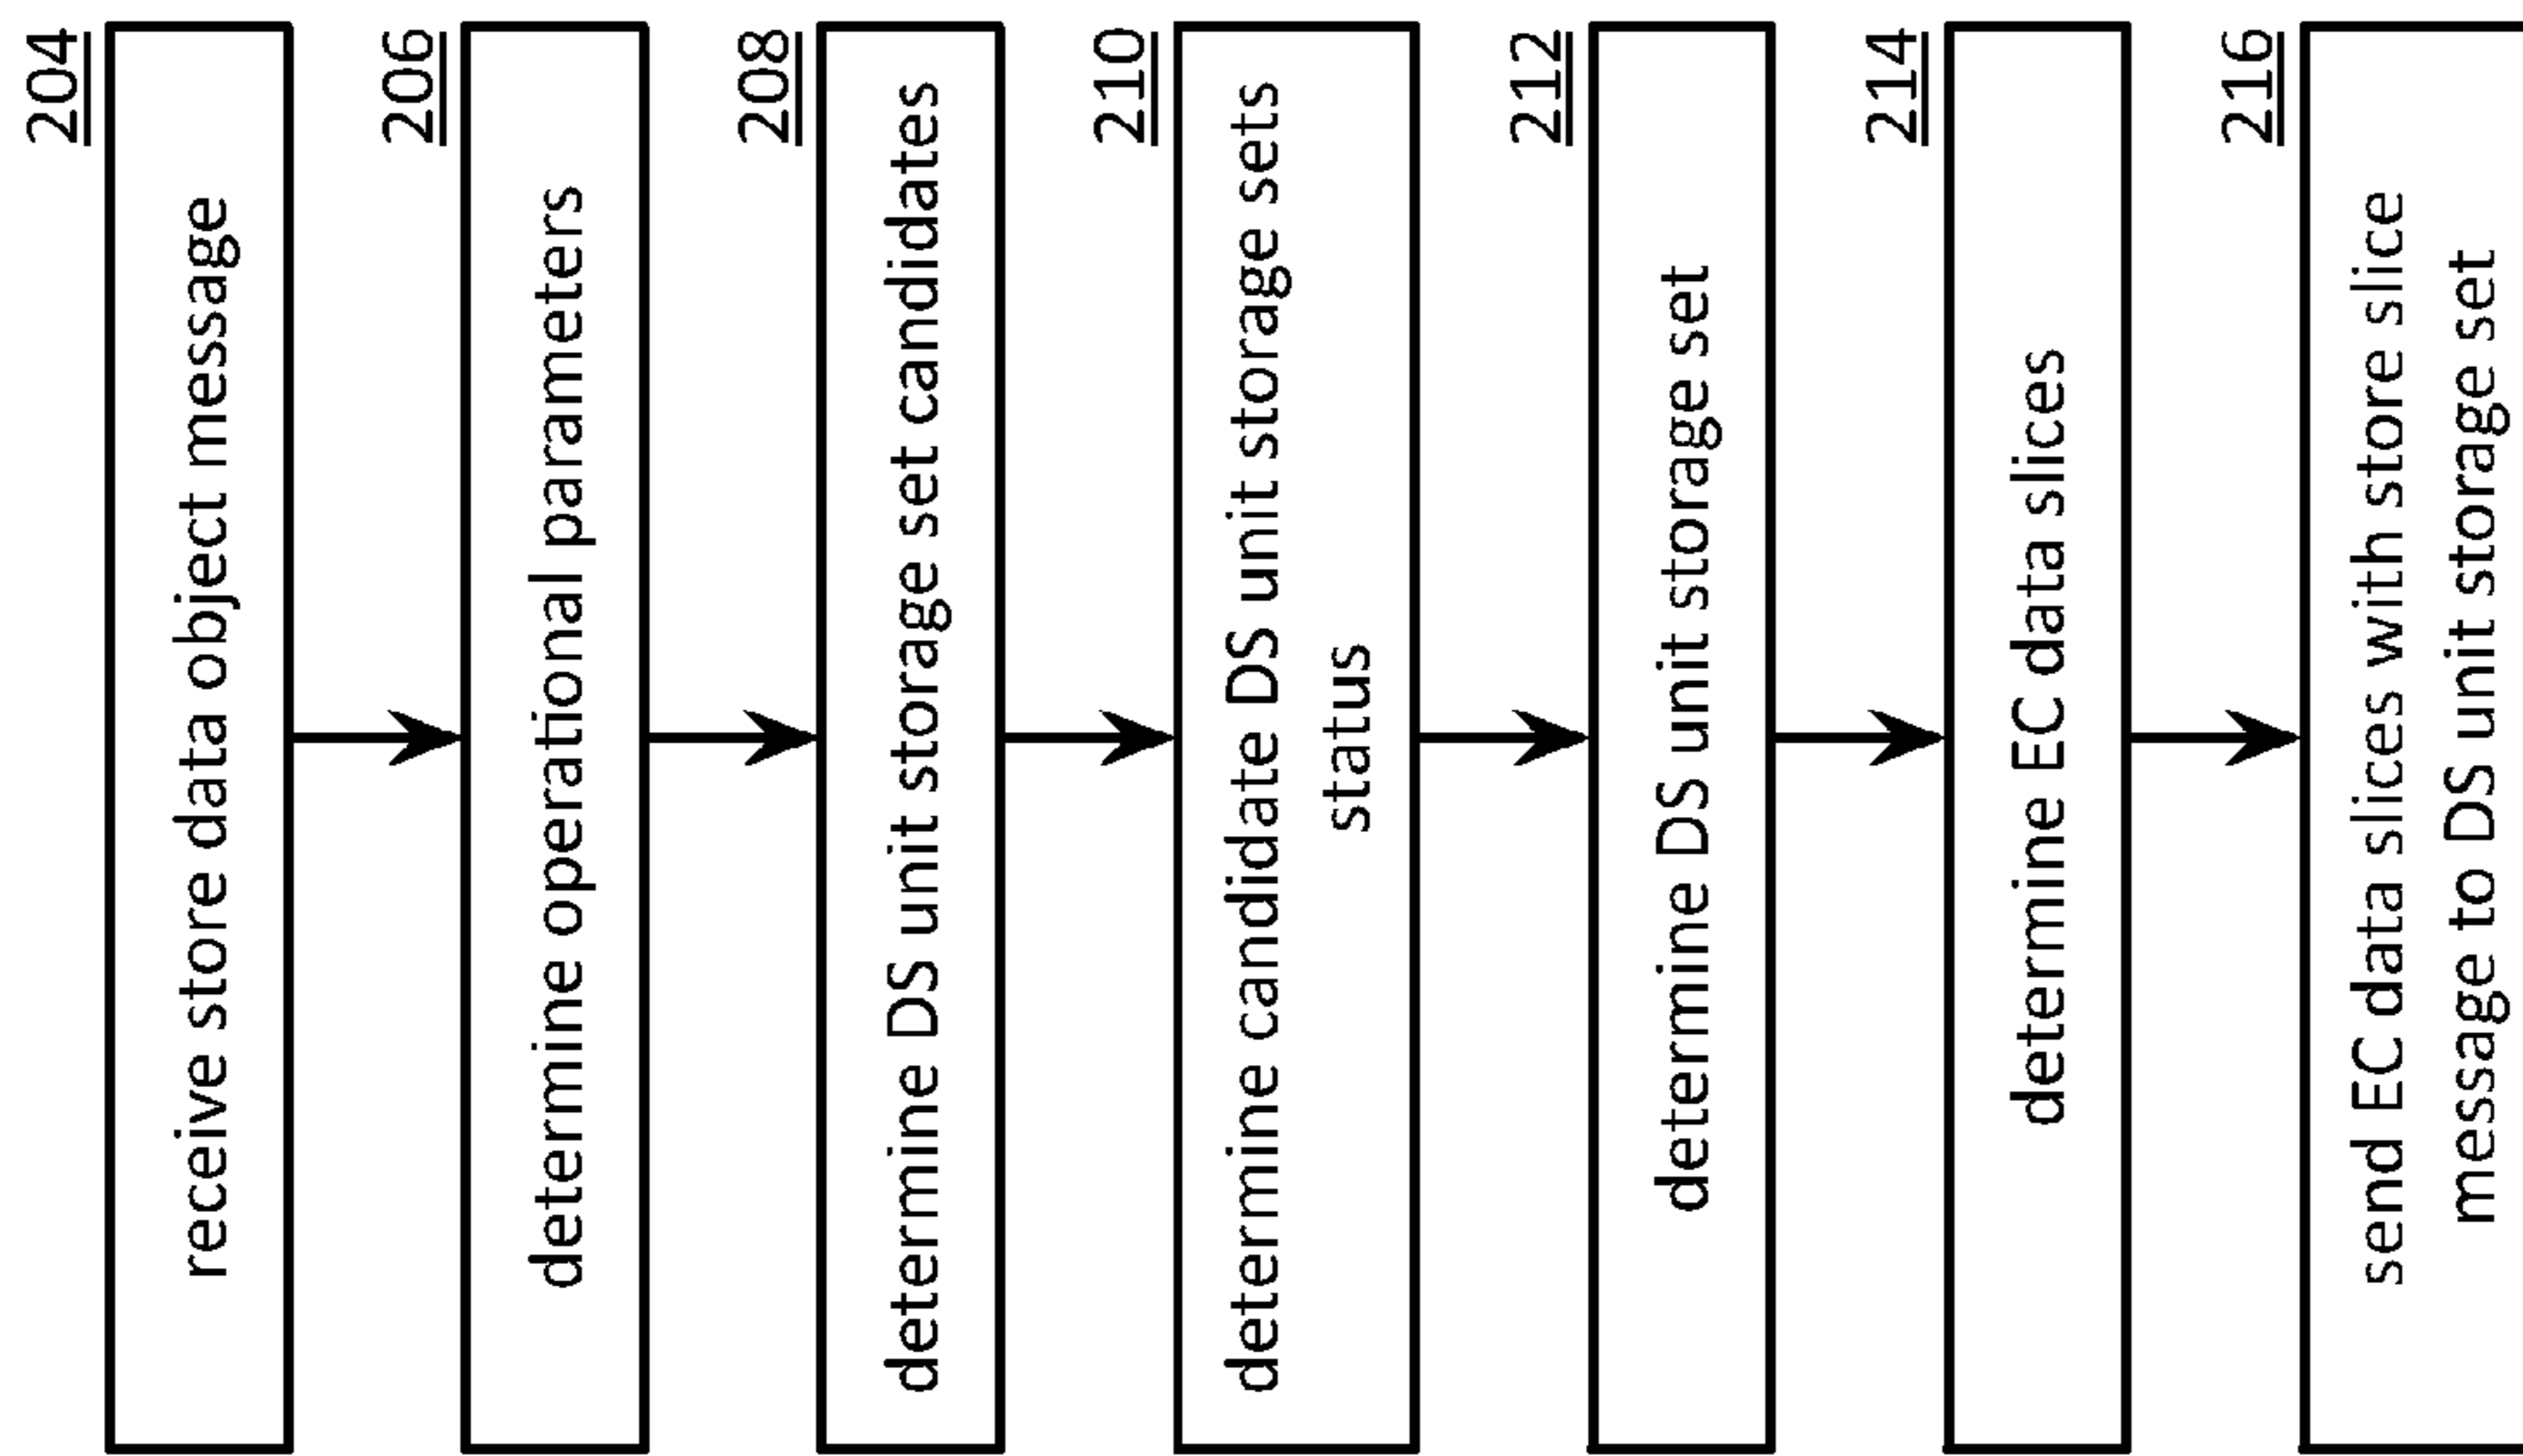 204
receive store data object message
206
determine operational parameters
208
determine DS unit storage set candidates
210
determine candidate DS unit storage sets
status
212
determine DS unit storage set
214
determine EC data slices
216
send EC data slices with store slice
message to DS unit storage set